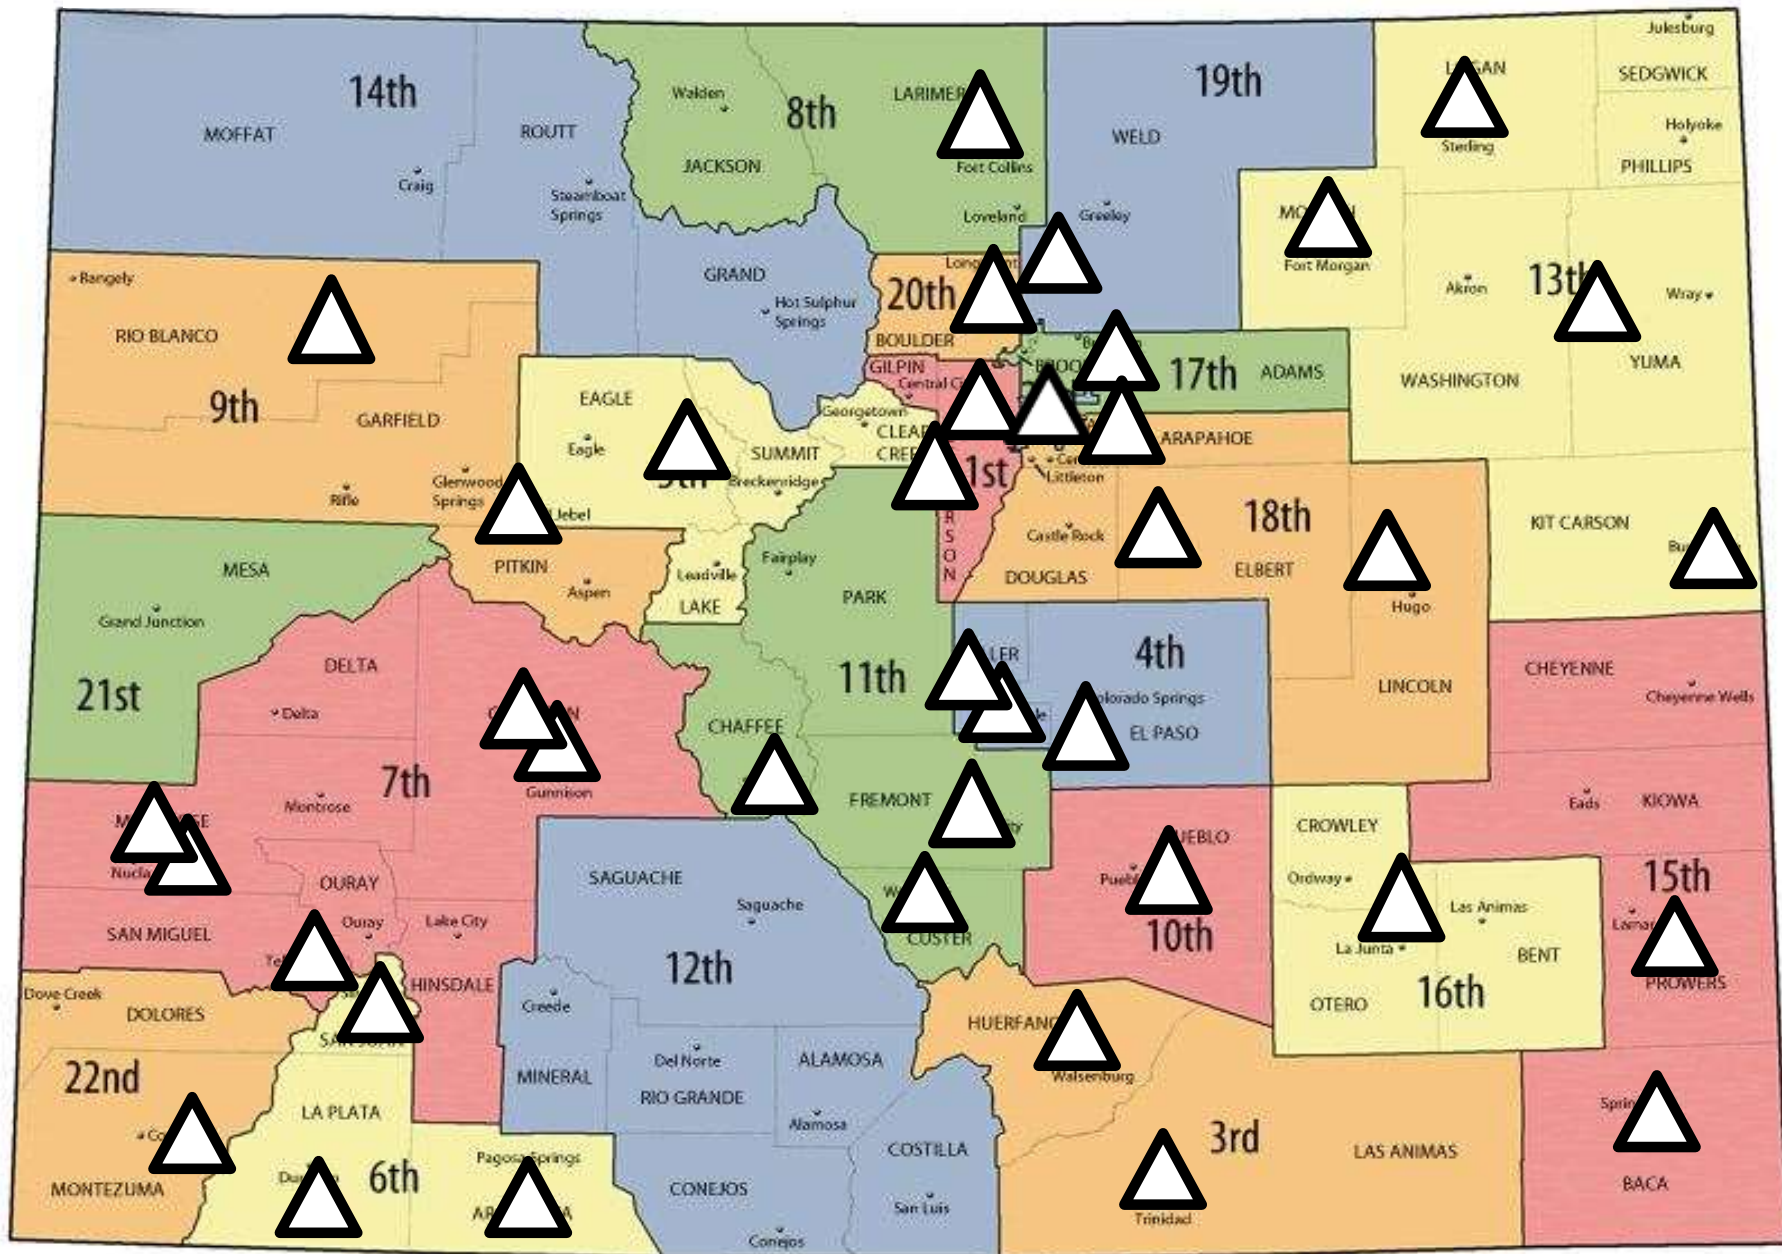 Julesburg
LOGAN
SEDGWICK
14th
19th
Walden
LARIMER
8th
MOFFAT
ROUTT
WELD
Holyoke
Sterling
JACKSON
Fort Collins
PHILLIPS
Craig
Steamboat
Springs
Loveland
Greeley
Fort Morgan
Rangely
GRAND
20th
13th
Akron
Wray
Hot Sulphur
Springs
RIO BLANCO
BOULDER
GILPIN
17th
ADAMS
YUMA
WASHINGTON
9th
EAGLE
Georgetown
GARFIELD
Eagle
SUMMIT
ARAPAHOE
Littleton
Glenwood
Springs
Rifle
Breckenridge
1st
18th
KIT CARSON
Castle Rock
MESA
PITKIN
Fairplay
Leadville
DOUGLAS
ELBERT
Aspen
LAKE
PARK
Hugo
Grand Junction
DELTA
4th
CHEYENNE
21st
11th
LINCOLN
Cheyenne Wells
Delta
Colorado Springs
CHAFFEE
EL PASO
7th
Gunnison
Montrose
FREMONT
Eads
KIOWA
CROWLEY
OURAY
SAGUACHE
Ordway
15th
Ouray
Lake City
Saguache
Las Animas
SAN MIGUEL
10th
La Junta
BENT
CUSTER
12th
HINSDALE
PROWERS
Dove Creek
DOLORES
Creede
OTERO
16th
HUERFANO
SAN JUAN
22nd
MINERAL
Del Norte
ALAMOSA
Walsenburg
RIO GRANDE
LA PLATA
Alamosa
3rd
COSTILLA
LAS ANIMAS
Pagosa Springs
MONTEZUMA
6th
CONEJOS
San Luis
BACA
Trinidad
Conejos